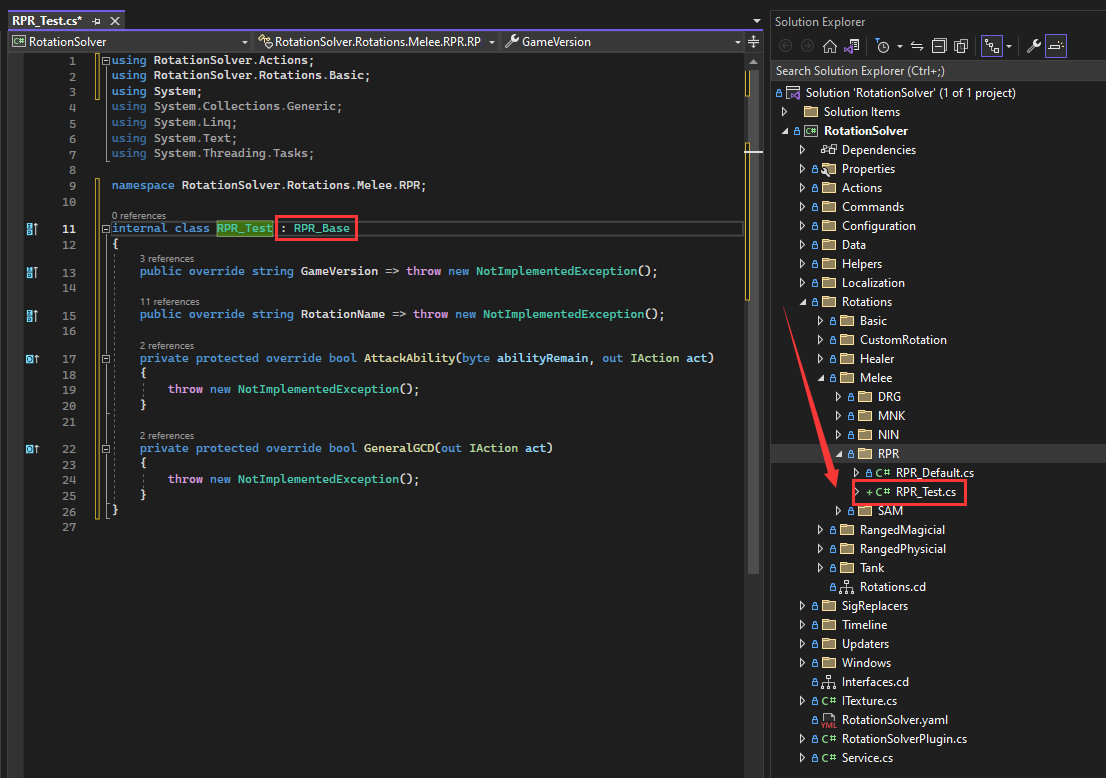 RPR_Test.cs*
RotationSolver
RotationSolver.Rotations.Melee.RPR.RP
GameVersion
1 using RotationSolver.Actions;
2 using RotationSolver.Rotations.Basic;
3 using System;
4 using System.Collections.Generic;
5 using System.Linq;
6 using System.Text;
7 using System.Threading.Tasks;
8
9 namespace RotationSolver.Rotations.Melee.RPR;
10
0 references
11 internal class RPR_Test : RPR_Base
12 {
3 references
13 public override string GameVersion => throw new NotImplementedException();
14
11 references
15 public override string RotationName => throw new NotImplementedException();
16
2 references
17 private protected override bool AttackAbility(byte abilityRemain, out IAction act)
18 {
19 throw new NotImplementedException();
20 }
21
2 references
22 private protected override bool GeneralGCD(out IAction act)
23 {
24 throw new NotImplementedException();
25 }
26 }
27
Solution Explorer
Search Solution Explorer (Ctrl+;)
Solution 'RotationSolver' (1 of 1 project)
Solution Items
C# RotationSolver
Dependencies
Properties
Actions
Commands
Configuration
Data
Helpers
Localization
Rotations
Basic
CustomRotation
Healer
Melee
DRG
MNK
NIN
RPR
C# RPR_Default.cs
+ C# RPR_Test.cs
SAM
RangedMagicial
RangedPhysicial
Tank
Rotations.cd
SigReplacers
Timeline
Updaters
Windows
Interfaces.cd
C# ITexture.cs
YML RotationSolver.yaml
C# RotationSolverPlugin.cs
C# Service.cs